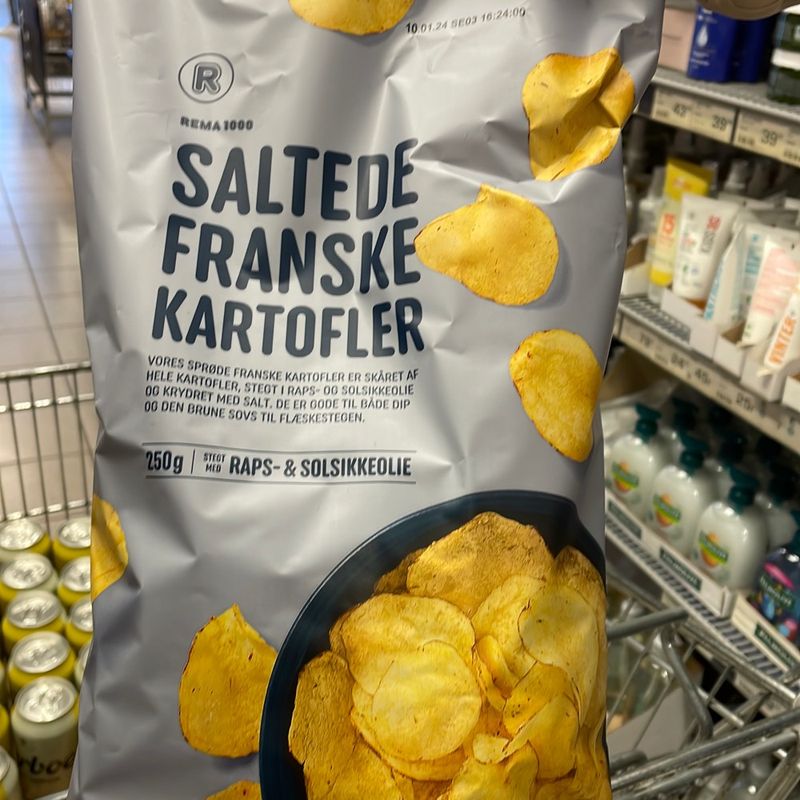 10.01.24 SE03 16:24:00
R
REMA 1000
SALTEDE
FRANSKE
KARTOFLER
VORES SPRØDE FRANSKE KARTOFLER ER SKÅRET AF
HELE KARTOFLER, STEGT I RAPS- OG SOLSIKKEOLIE
OG KRYDRET MED SALT. DE ER GODE TIL BÅDE DIP
OG DEN BRUNE SOVS TIL FLÆSKESTEGEN.
250g | STEGT MED RAPS- & SOLSIKKEOLIE